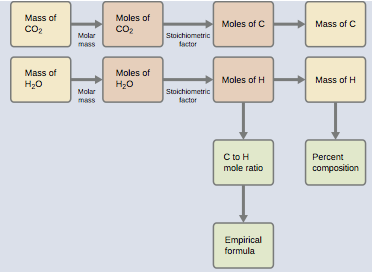 Mass of
CO₂
Molar
mass
Moles of
CO₂
Stoichiometric
factor
Moles of C
Mass of C
Mass of
H₂O
Molar
mass
Moles of
H₂O
Stoichiometric
factor
Moles of H
Mass of H
C to H
mole ratio
Percent
composition
Empirical
formula